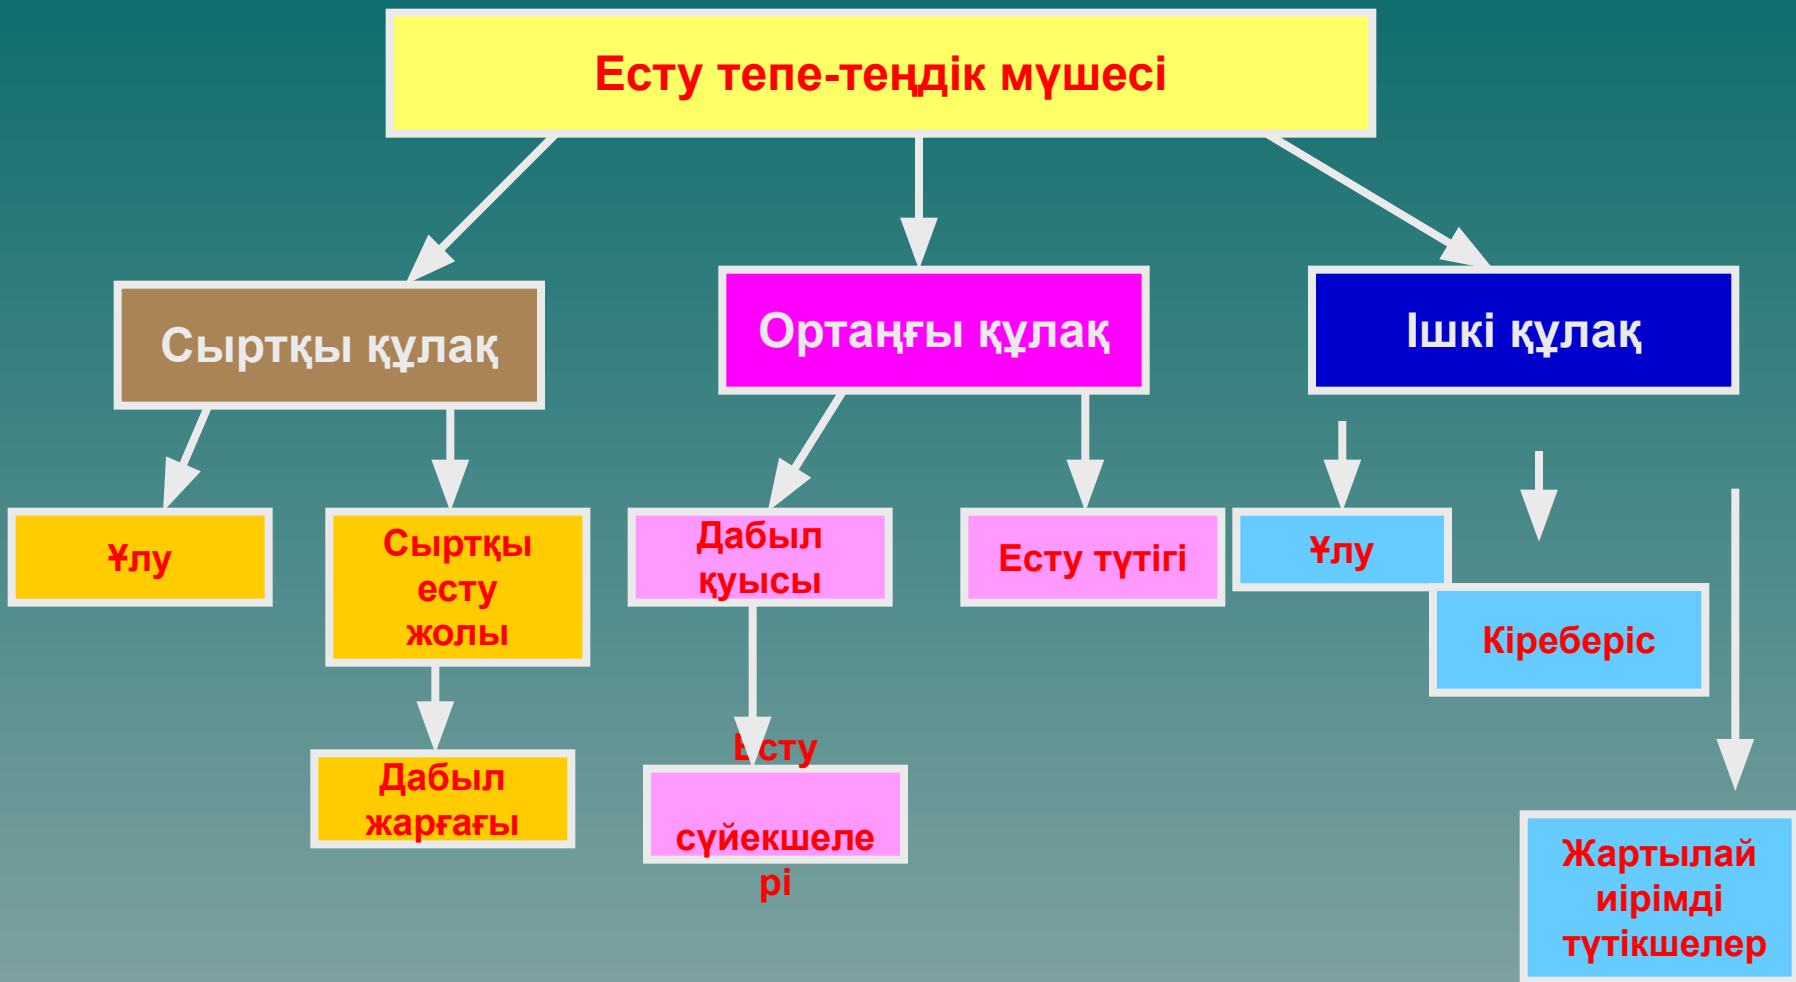 Есту тепе-теңдік мүшесі
Сыртқы құлақ
Ортаңғы құлақ
Ішкі құлақ
Ұлу
Сыртқы
есту
жолы
Дабыл
қуысы
Есту түтігі
Ұлу
Кіреберіс
Дабыл
жарғағы
Есту
сүйекшеле
рі
Жартылай
иірімді
түтікшелер